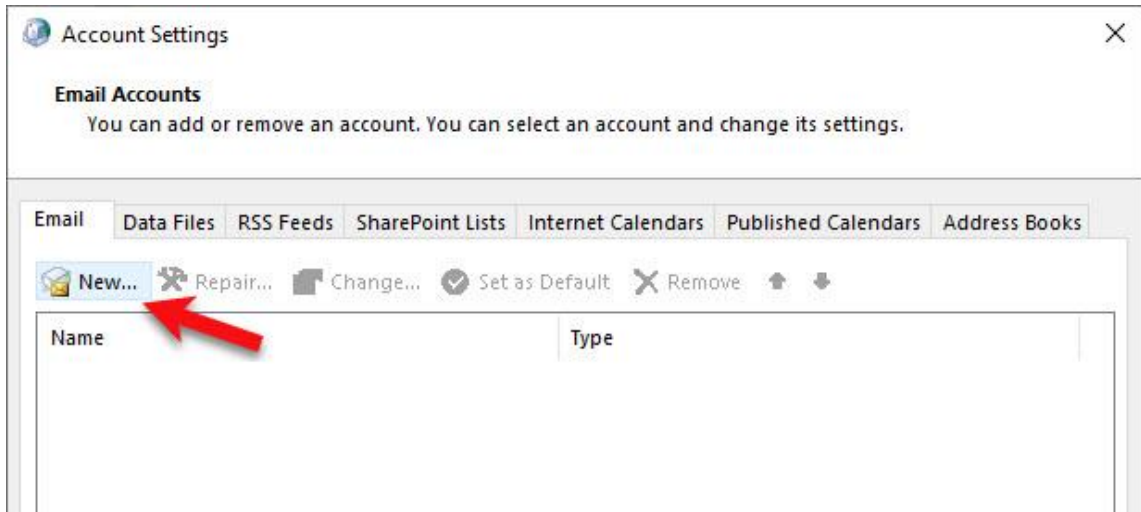 Account Settings
Email Accounts
You can add or remove an account. You can select an account and change its settings.
Email Data Files RSS Feeds SharePoint Lists Internet Calendars Published Calendars Address Books
New... Repair... Change... Set as Default Remove
Name Type